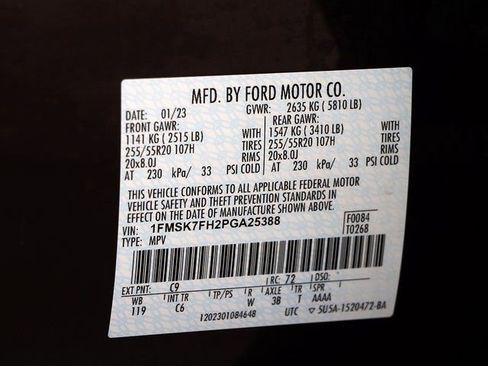 MFD. BY FORD MOTOR CO.
DATE: 01/23 GVWR: 2635 KG ( 5810 LB)
FRONT GAWR: REAR GAWR:
1141 KG ( 2515 LB) WITH 1547 KG ( 3410 LB) WITH
255/55R20 107H TIRES 255/55R20 107H TIRES
20x8.0J RIMS 20x8.0J RIMS
AT 230 kPa/ 33 PSI COLD AT 230 kPa/ 33 PSI COLD
THIS VEHICLE CONFORMS TO ALL APPLICABLE FEDERAL MOTOR
VEHICLE SAFETY AND THEFT PREVENTION STANDARDS IN
EFFECT ON THE DATE OF MANUFACTURE SHOWN ABOVE.
VIN: 1FMSK7FH2PGA25388 F0084
TYPE: MPV T0268
EXT PNT: C9 RC: 72 DSO:
WB INT TR TP/PS R AXLE TR SPR
119 C6 W 3B T AAAA
1202301084648 UTC ▽ 5U5A-1520472-BA